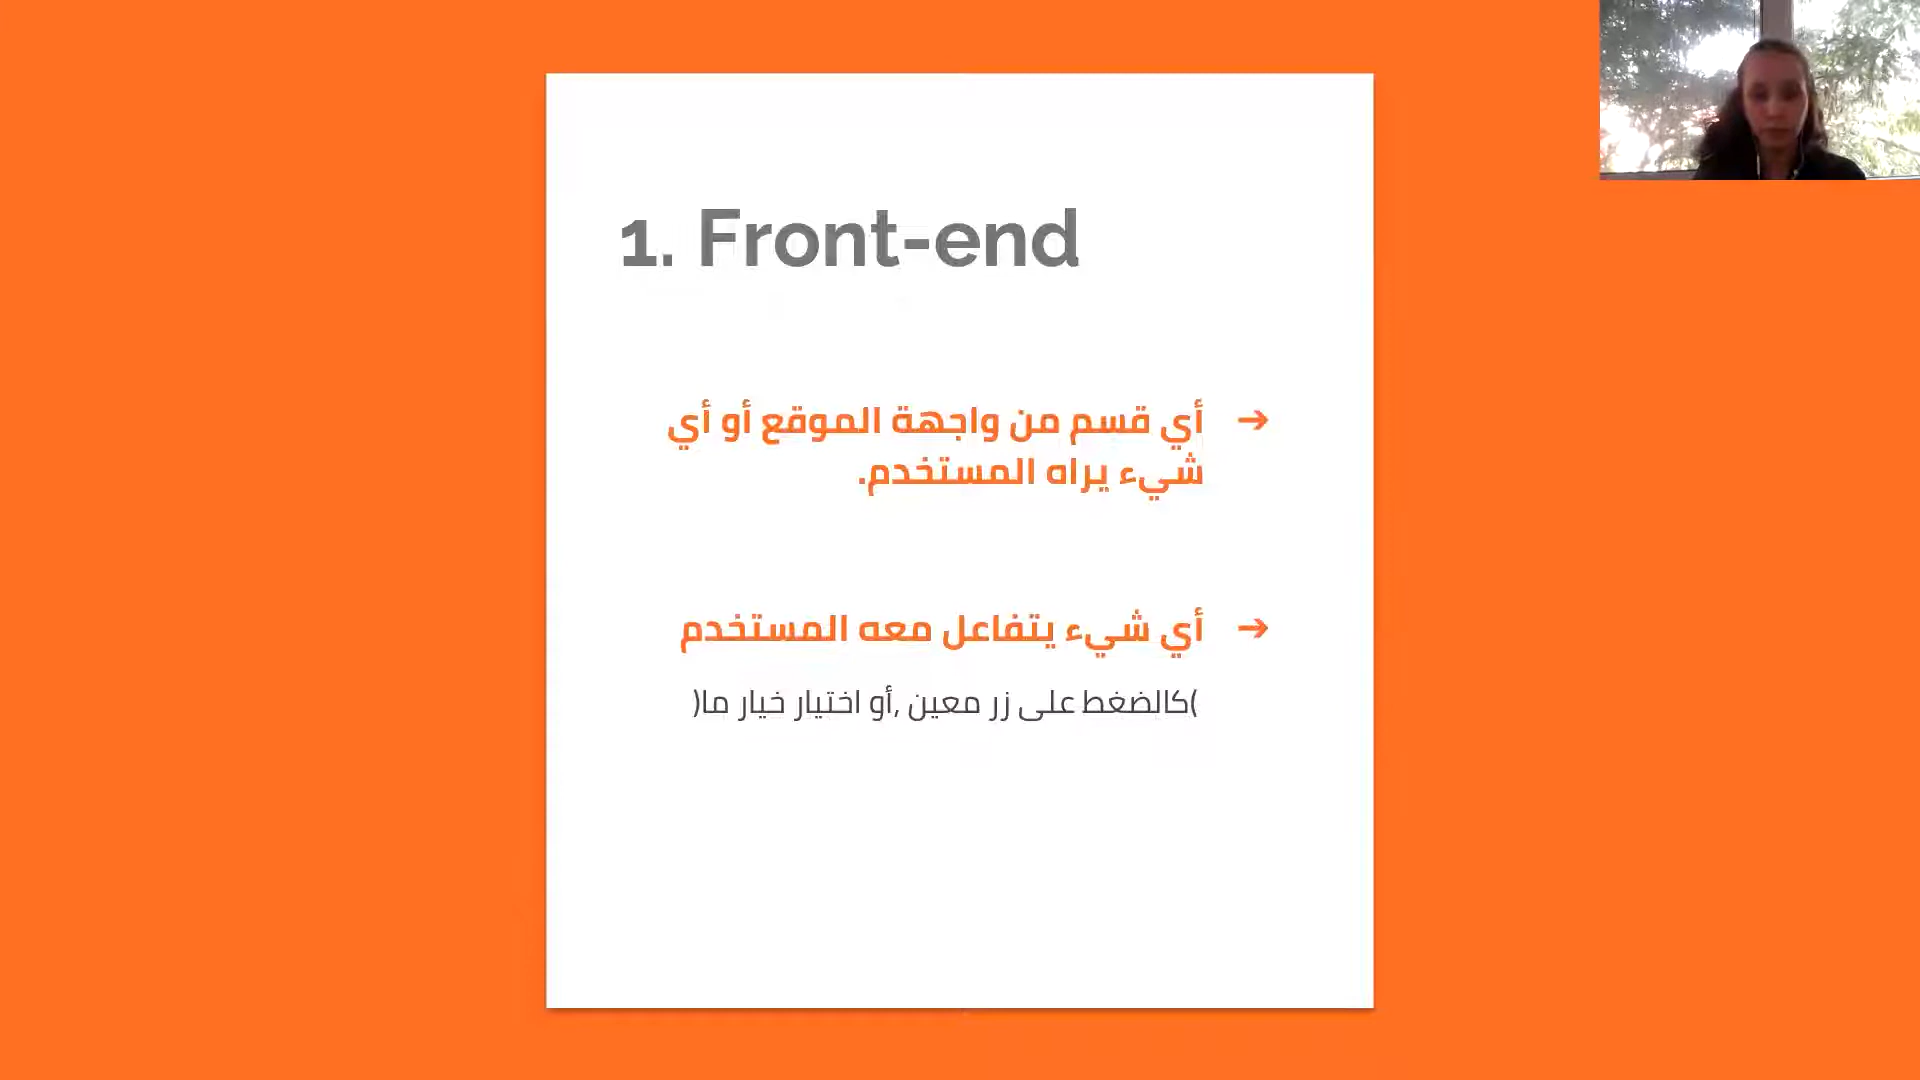 1. Front-end
➔ أي قسم من واجهة الموقع أو أي
شيء يراه المستخدم.
➔ أي شيء يتفاعل معه المستخدم
(كالضغط على زر معين ,أو اختيار خيار ما)